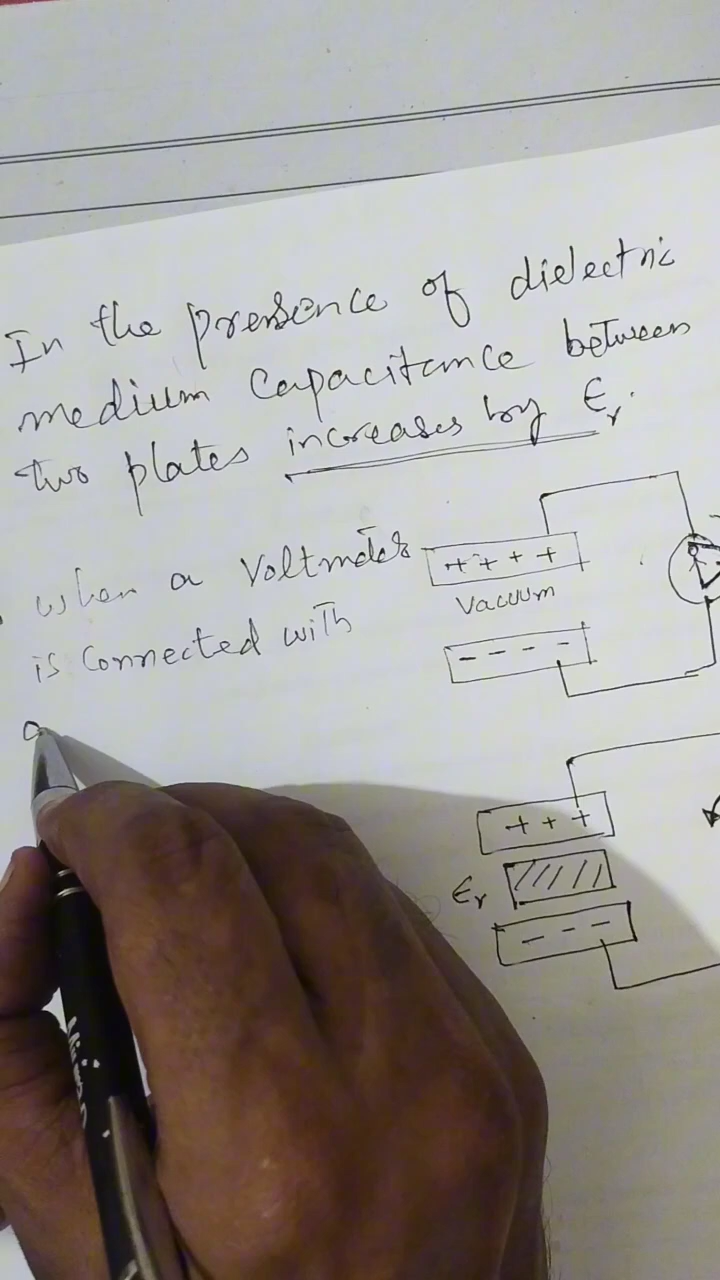 In the presence of dielectric
medium Capacitance between
two plates increases by εr.
when a Voltmeter
is Connected with
+ + + +
Vacuum
- - - -
+ + +
εr
- - -